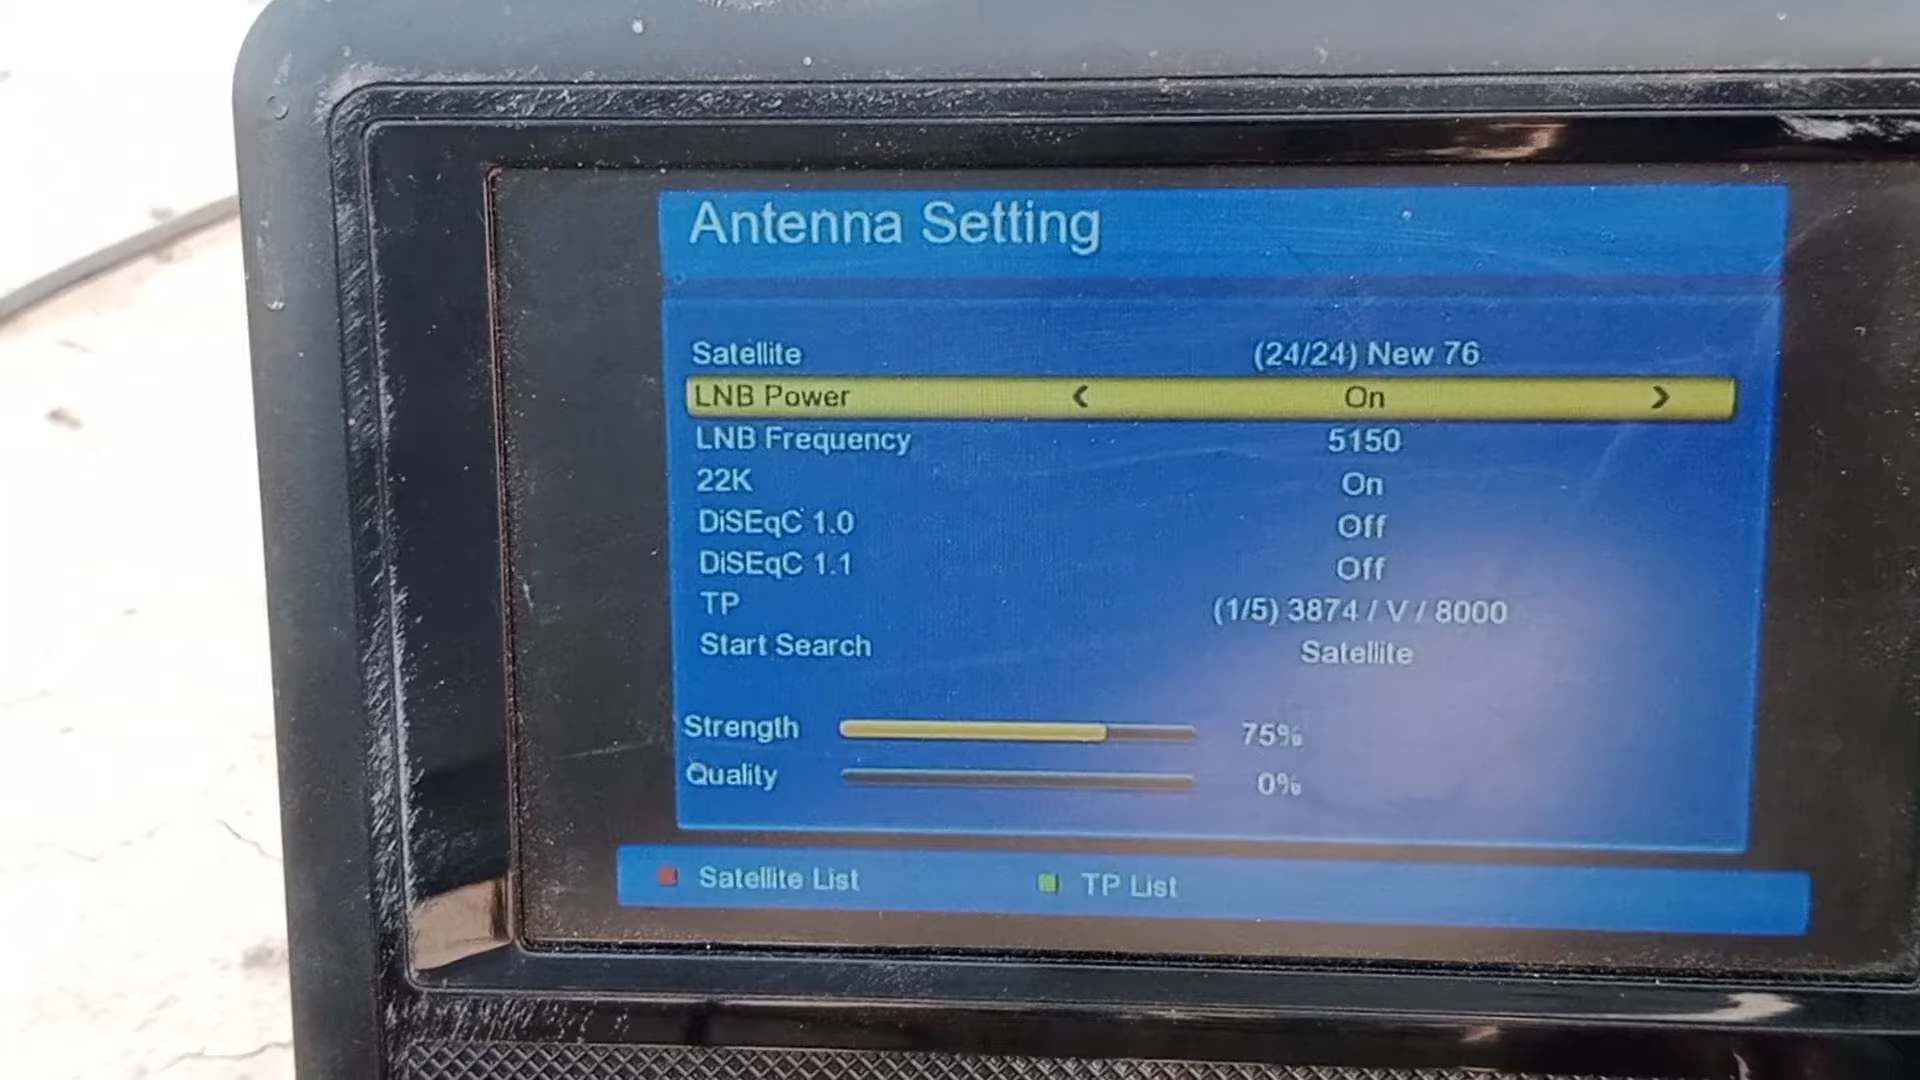 Antenna Setting
Satellite (24/24) New 76
LNB Power < On >
LNB Frequency 5150
22K On
DiSEqC 1.0 Off
DiSEqC 1.1 Off
TP (1/5) 3874 / V / 8000
Start Search Satellite
Strength 75%
Quality 0%
Satellite List TP List